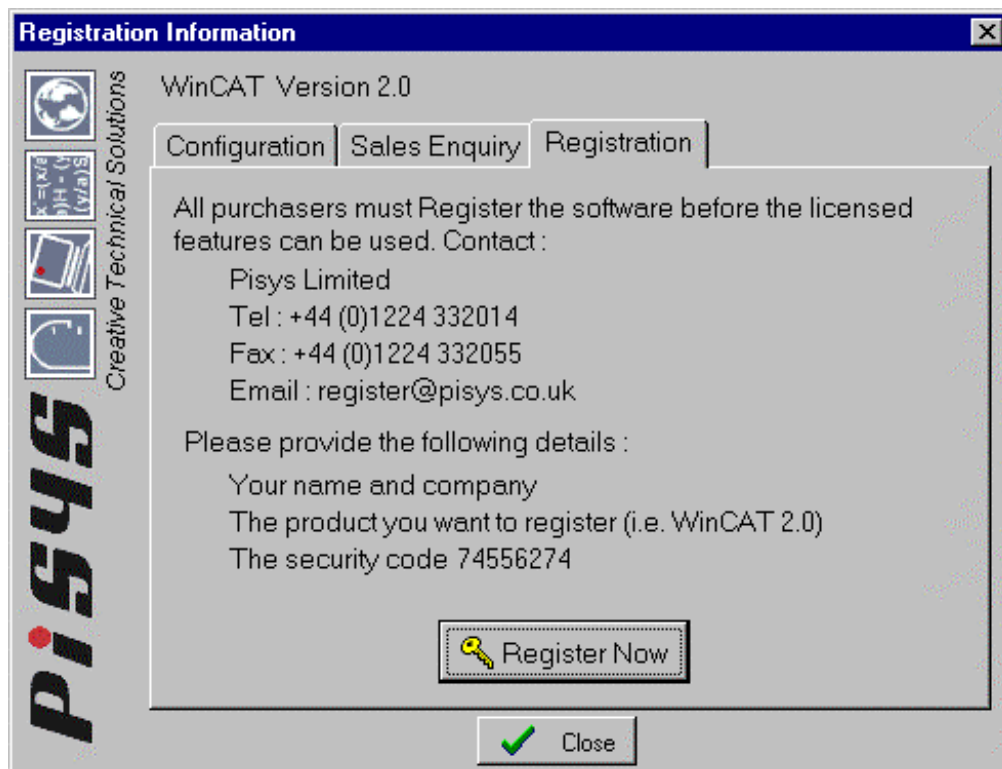 Registration Information
WinCAT Version 2.0
Configuration
Sales Enquiry
Registration
All purchasers must Register the software before the licensed
features can be used. Contact :
Pisys Limited
Tel : +44 (0)1224 332014
Fax : +44 (0)1224 332055
Email : register@pisys.co.uk
Please provide the following details :
Your name and company
The product you want to register (i.e. WinCAT 2.0)
The security code 74556274
Register Now
Close
Pisys
Creative Technical Solutions